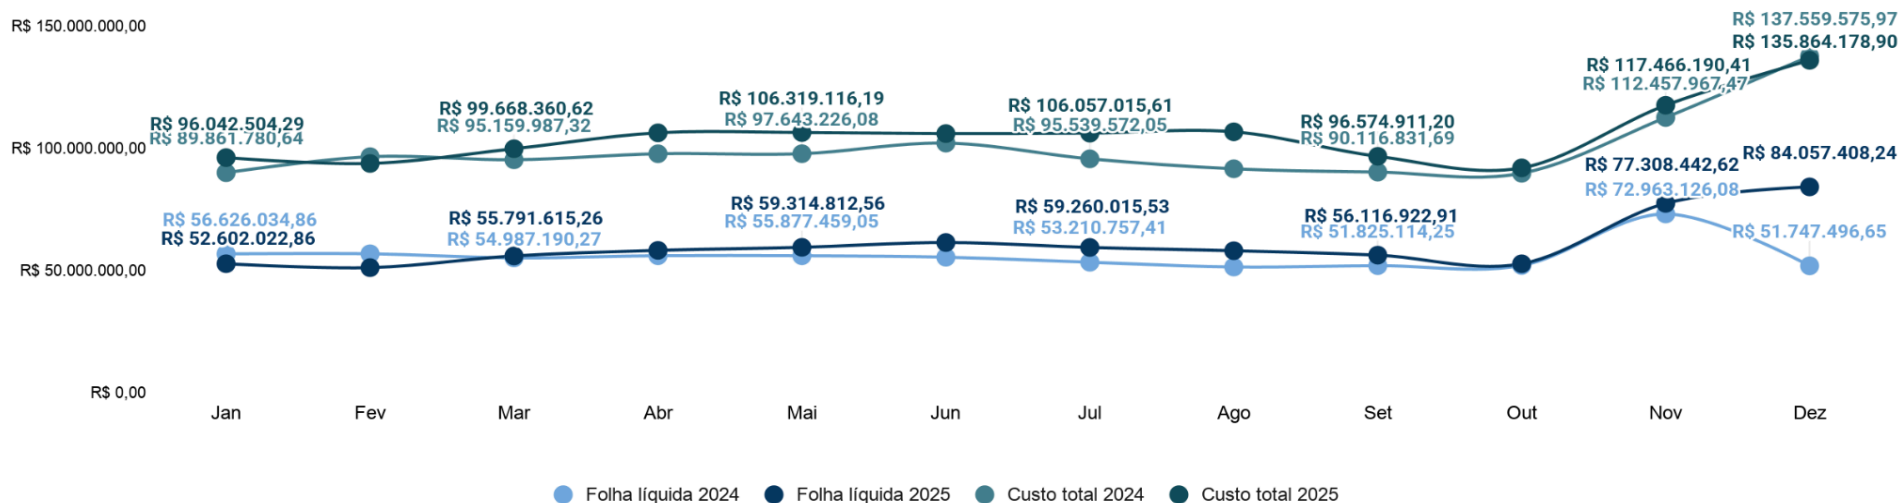 R$ 150.000.000,00
R$ 137.559.575,97
R$ 135.864.178,90
R$ 117.466.190,41
R$ 112.457.967,47
R$ 106.319.116,19
R$ 97.643.226,08
R$ 106.057.015,61
R$ 95.539.572,05
R$ 99.668.360,62
R$ 95.159.987,32
R$ 96.042.504,29
R$ 89.861.780,64
R$ 96.574.911,20
R$ 90.116.831,69
R$ 100.000.000,00
R$ 77.308.442,62
R$ 72.963.126,08
R$ 84.057.408,24
R$ 56.626.034,86
R$ 52.602.022,86
R$ 55.791.615,26
R$ 54.987.190,27
R$ 59.314.812,56
R$ 55.877.459,05
R$ 59.260.015,53
R$ 53.210.757,41
R$ 56.116.922,91
R$ 51.825.114,25
R$ 51.747.496,65
R$ 50.000.000,00
R$ 0,00
Jan Fev Mar Abr Mai Jun Jul Ago Set Out Nov Dez
Folha líquida 2024 Folha líquida 2025 Custo total 2024 Custo total 2025